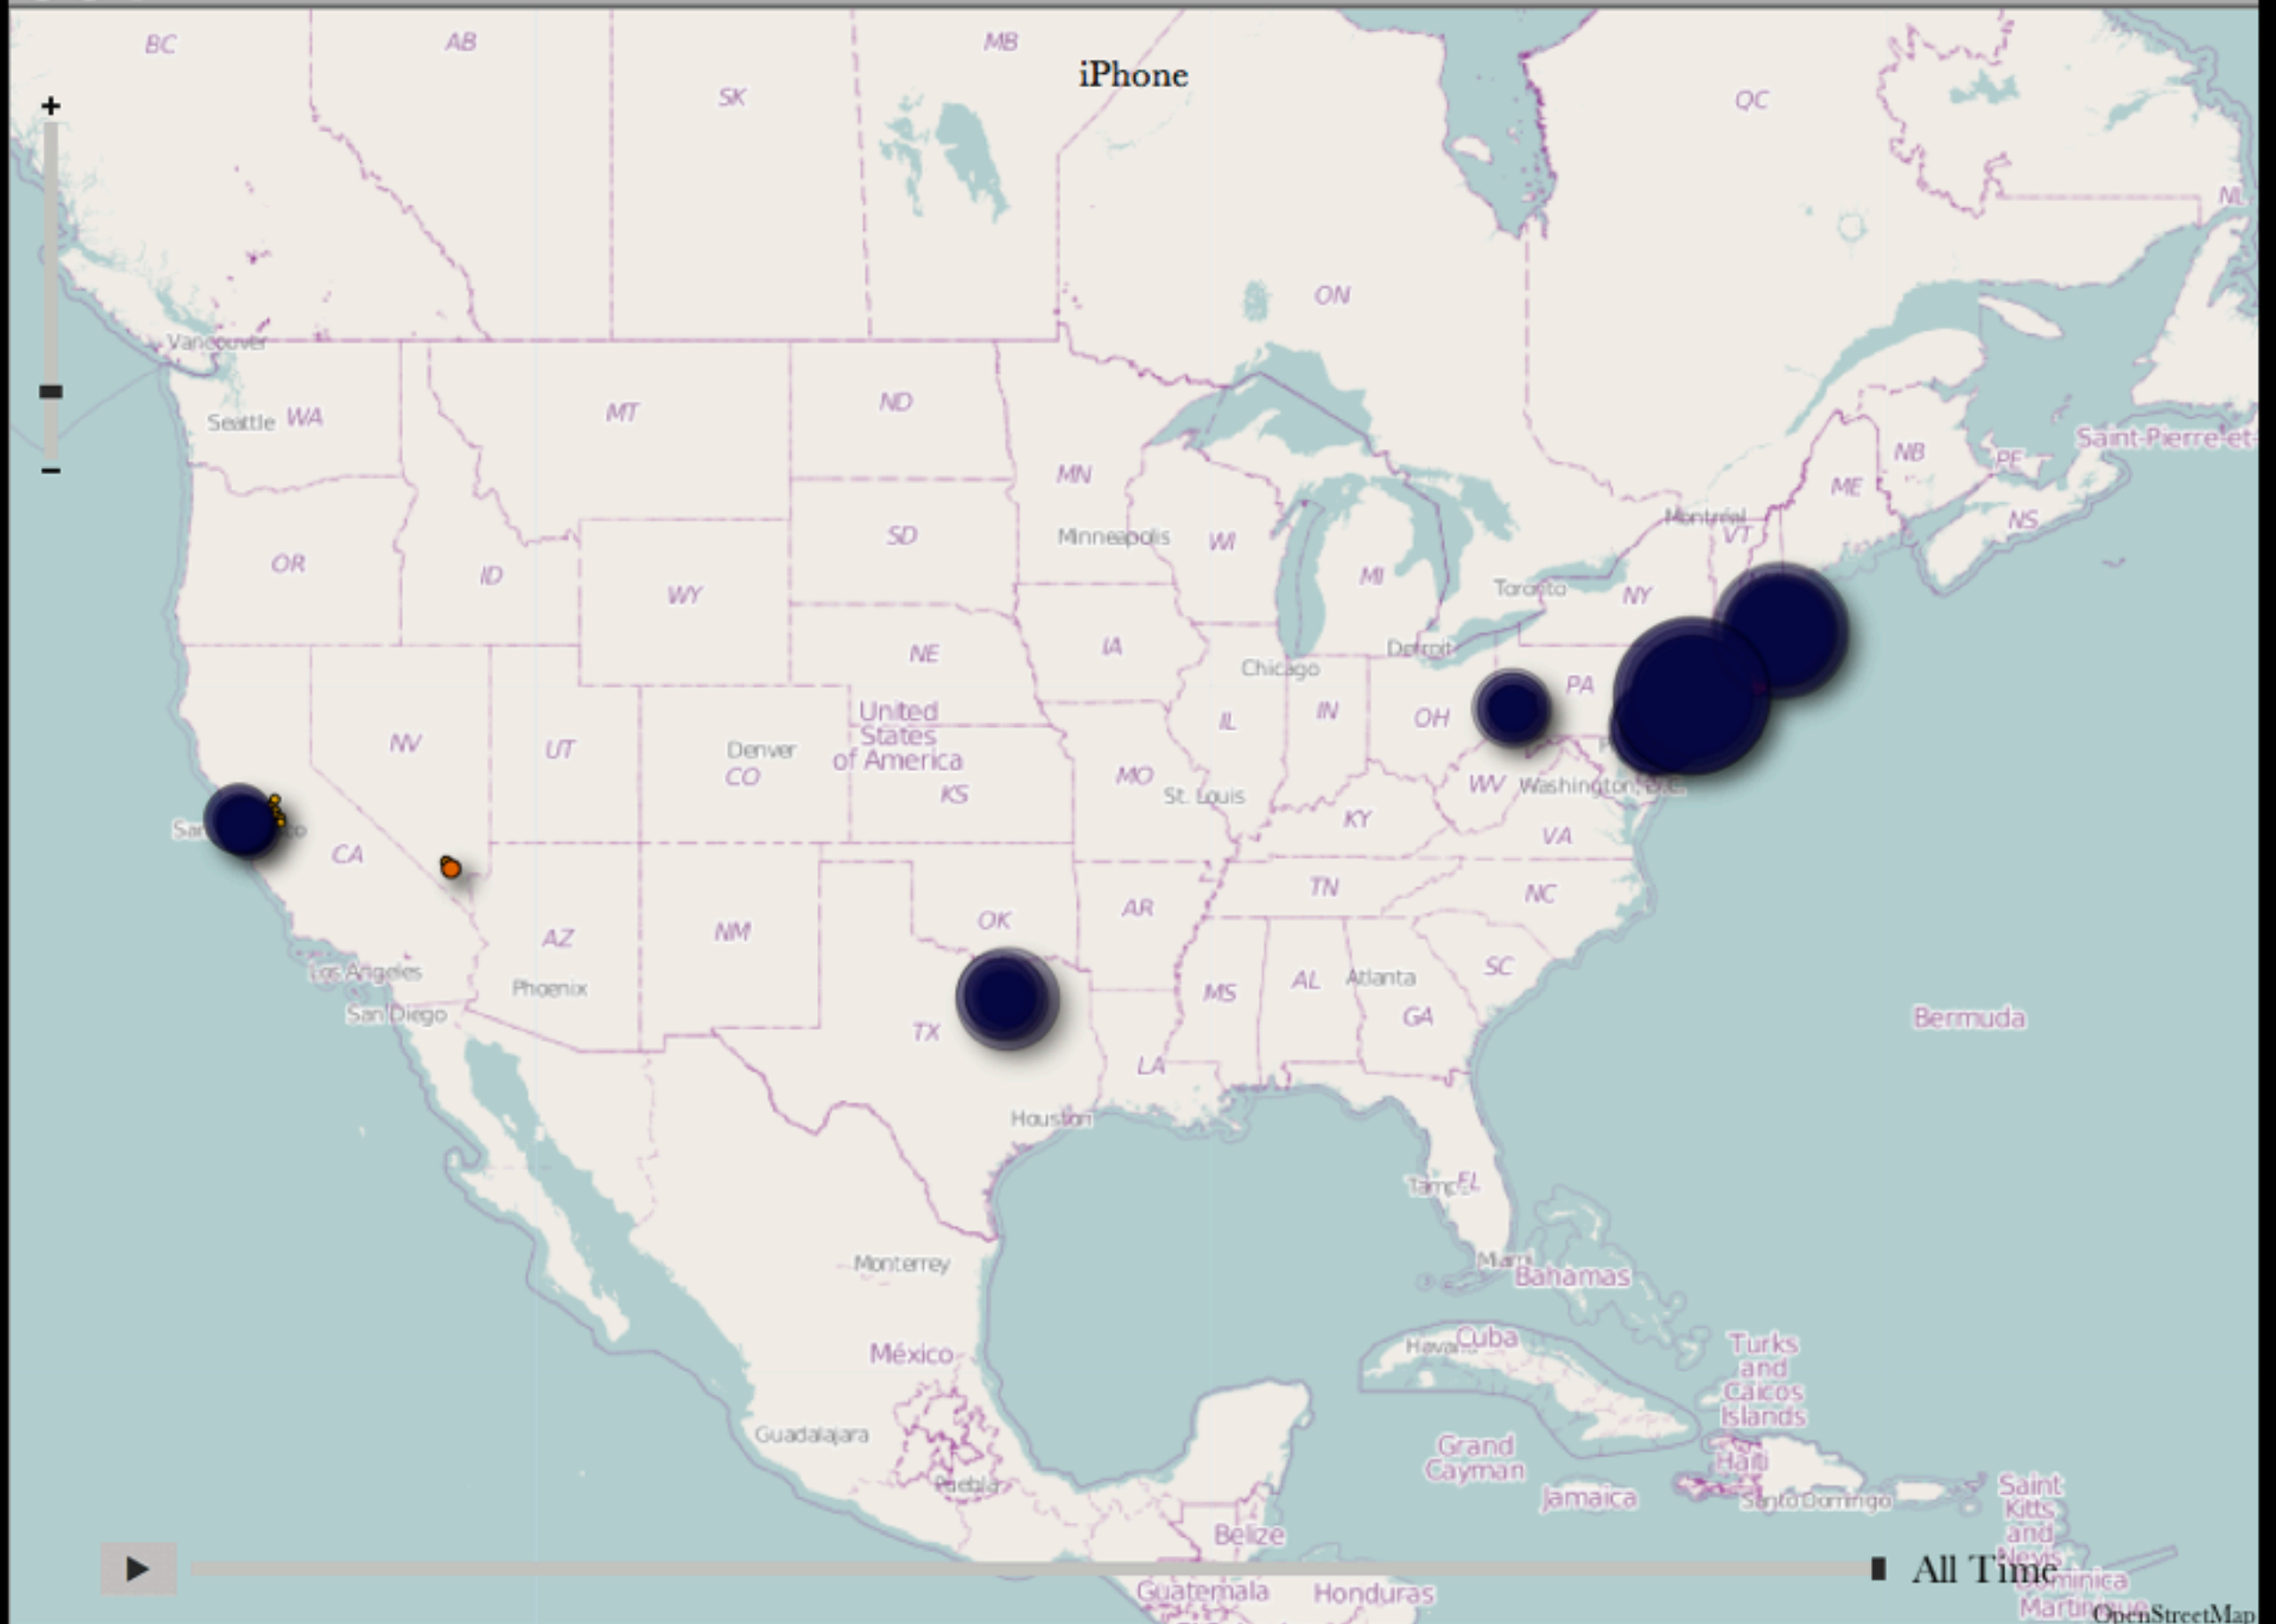 BC
AB
MB
iPhone
SK
QC
+
NL
ON
Vancouver
Seattle WA
MT
ND
Saint-Pierre-et-
NB
PE
MN
ME
NS
Montréal
VT
Minneapolis
WI
SD
OR
ID
MI
Toronto
NY
WY
IA
Detroit
NE
Chicago
PA
United
States
of America
IN
OH
IL
NV
UT
Denver
CO
MO
KS
St. Louis
WV
Washington, D.C.
KY
VA
CA
TN
NC
AR
OK
AZ
NM
SC
Los Angeles
Phoenix
AL
Atlanta
MS
San Diego
GA
Bermuda
TX
LA
Houston
FL
Monterrey
Miami
Bahamas
Cuba
Turks
and
Caicos
Islands
México
Guadalajara
Grand
Cayman
Haiti
Puebla
Jamaica
Santo Domingo
Saint
Kitts
and
Nevis
Belize
All Time
Dominica
Guatemala
Honduras
OpenStreetMap